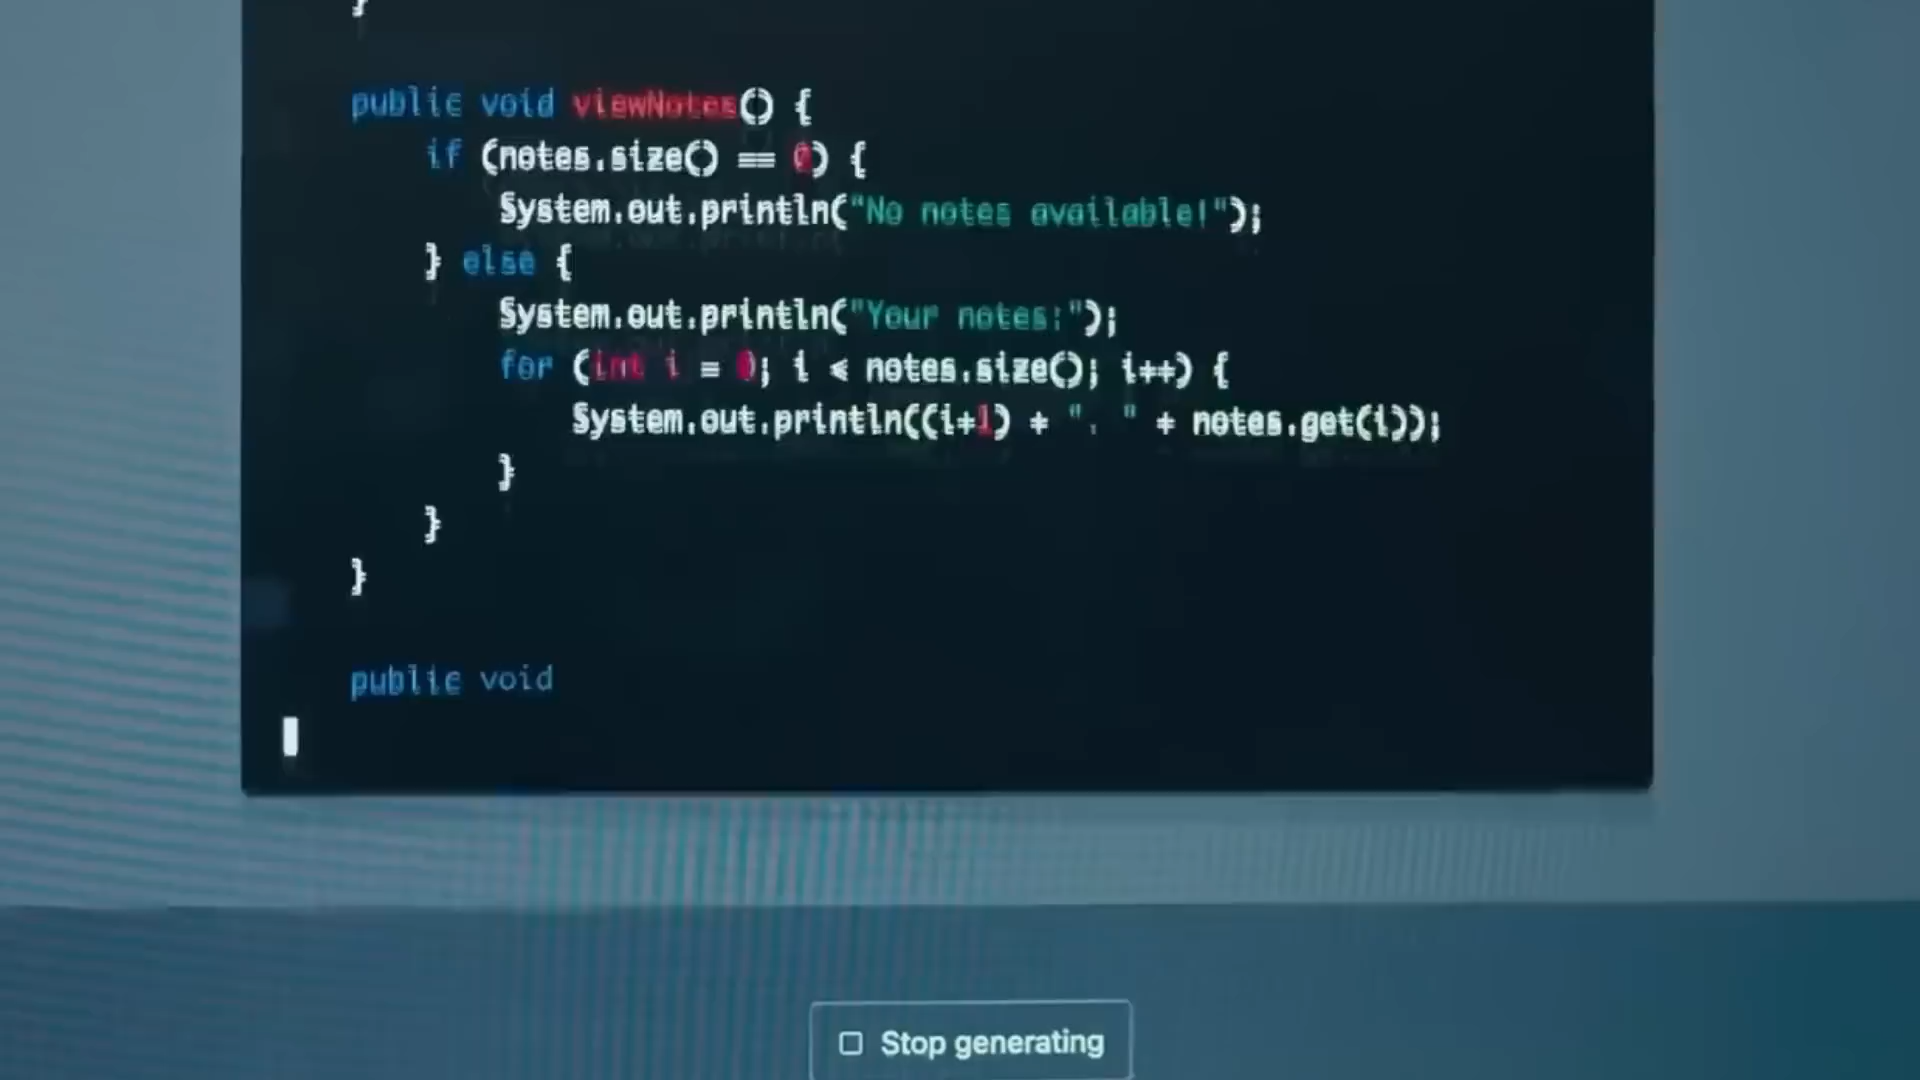 }
public void viewNotes() {
if (notes.size() == 0) {
System.out.println("No notes available!");
} else {
System.out.println("Your notes:");
for (int i = 0; i < notes.size(); i++) {
System.out.println((i+1) + ". " + notes.get(i));
}
}
}
public void
Stop generating